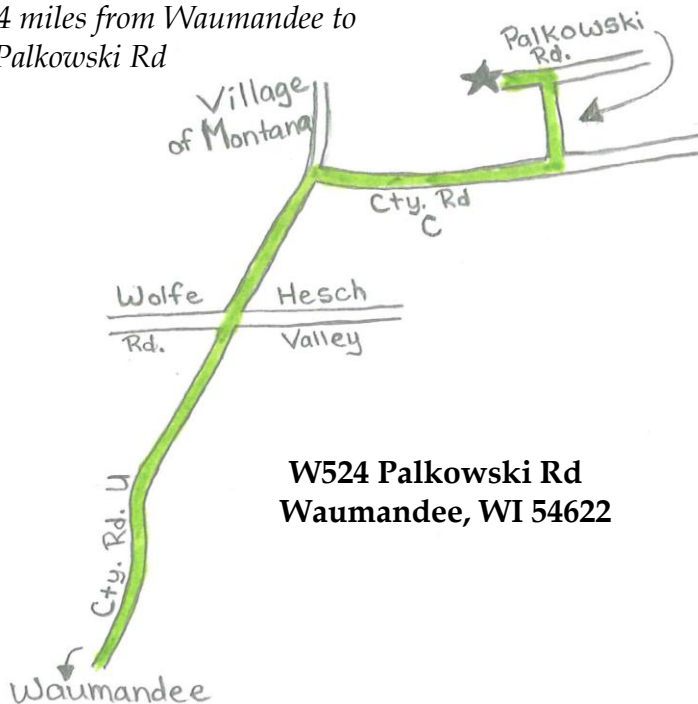 4 miles from Waumandee to
Palkowski Rd
Palkowski
Rd.
Village
of Montana
Cty. Rd
C
Wolfe Hesch
Rd. Valley
W524 Palkowski Rd
Waumandee, WI 54622
Cty. Rd. U
Waumandee